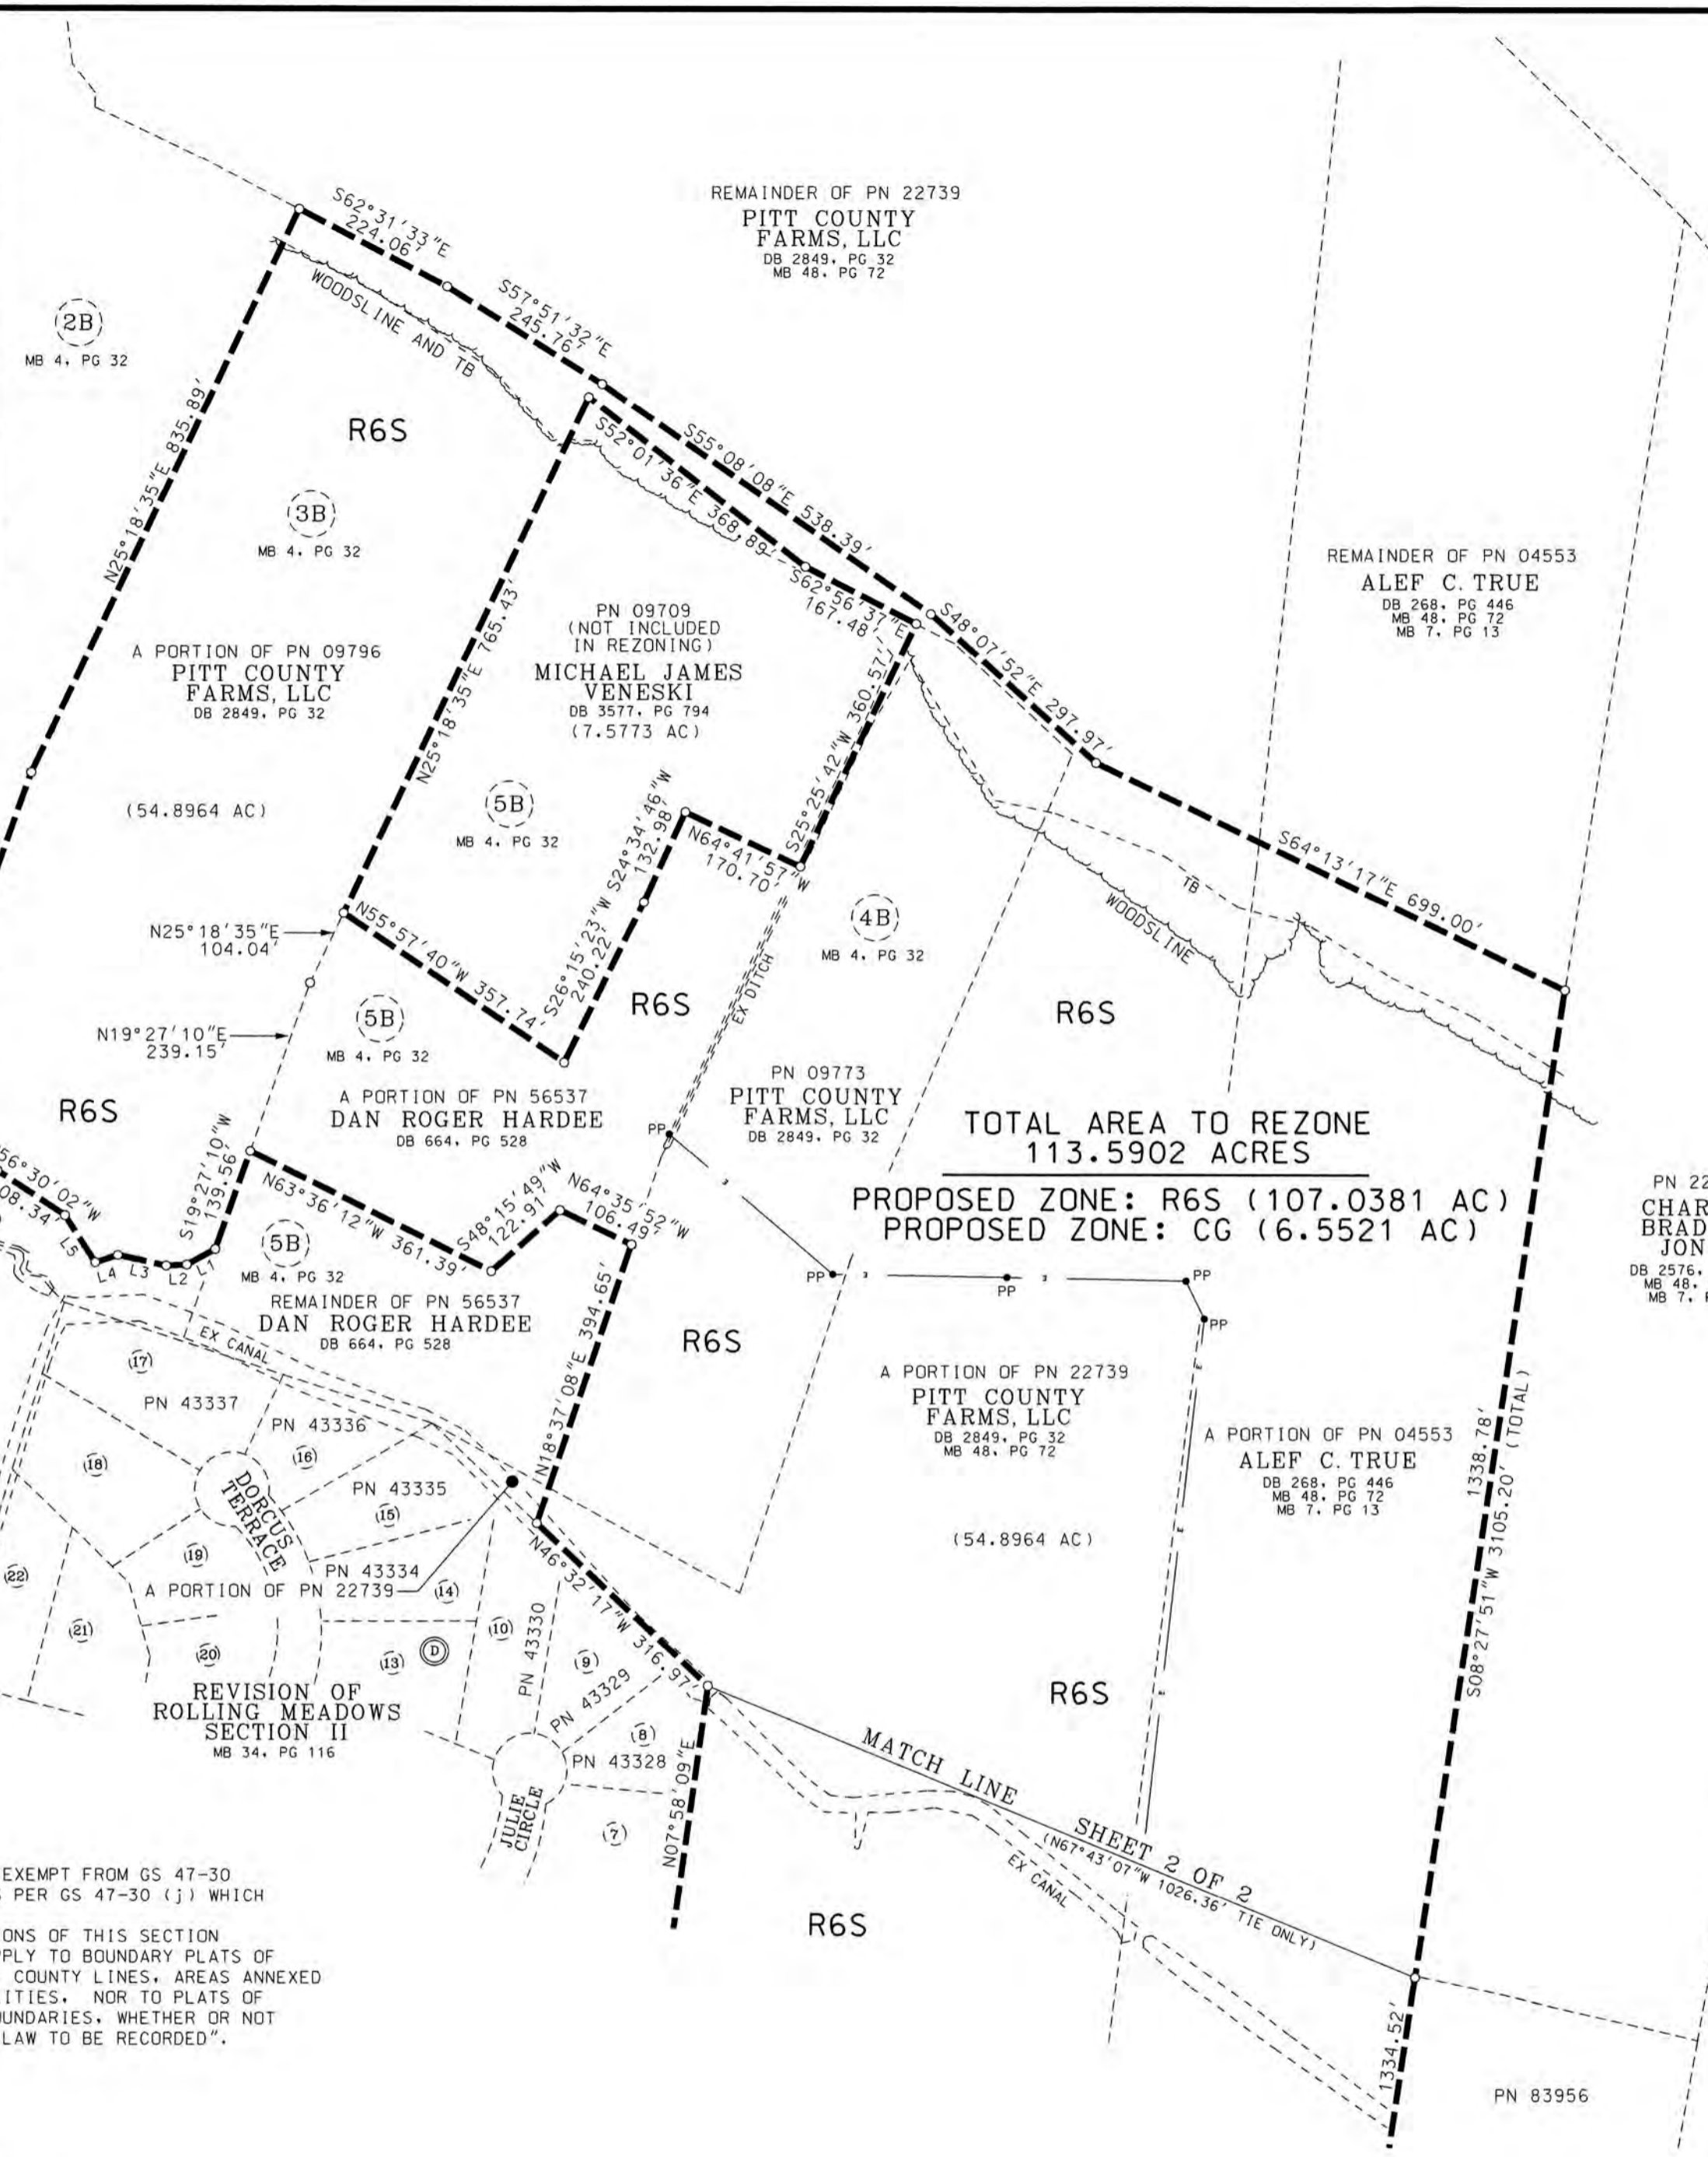 REMAINDER OF PN 22739
PITT COUNTY
FARMS, LLC
DB 2849, PG 32
MB 48, PG 72
S62°31'33"E
224.06'
S57°51'32"E
245.76'
WOODSLINE AND TB
2B
MB 4, PG 32
N25°18'35"E 835.89'
R6S
3B
MB 4, PG 32
S52°01'36"E 368.89'
S55°08'08"E 538.39'
S62°56'37"E
167.48'
S48°07'52"E 297.97'
REMAINDER OF PN 04553
ALEF C. TRUE
DB 268, PG 446
MB 48, PG 72
MB 7, PG 13
A PORTION OF PN 09796
PITT COUNTY
FARMS, LLC
DB 2849, PG 32
(54.8964 AC)
N25°18'35"E 765.43'
PN 09709
(NOT INCLUDED
IN REZONING)
MICHAEL JAMES
VENESKI
DB 3577, PG 794
(7.5773 AC)
5B
MB 4, PG 32
S24°34'46"W
132.98'
N64°41'57"W
170.70'
S25°25'42"W 360.57'
4B
MB 4, PG 32
S64°13'17"E 699.00'
TB
WOODSLINE
N25°18'35"E
104.04'
N55°57'40"W 357.74'
S26°15'23"W
240.22'
R6S
EX DITCH
R6S
N19°27'10"E
239.15'
5B
MB 4, PG 32
A PORTION OF PN 56537
DAN ROGER HARDEE
DB 664, PG 528
PP
PN 09773
PITT COUNTY
FARMS, LLC
DB 2849, PG 32
TOTAL AREA TO REZONE
113.5902 ACRES
PROPOSED ZONE: R6S (107.0381 AC)
PROPOSED ZONE: CG (6.5521 AC)
PN 22
CHAR
BRAD
JON
DB 2576,
MB 48,
MB 7,
R6S
56°30'02"W
08.34'
L5
L4
L3
L2
L1
S19°27'10"W
139.56'
N63°36'12"W 361.39'
S48°15'49"W
122.91'
N64°35'52"W
106.49'
5B
MB 4, PG 32
REMAINDER OF PN 56537
DAN ROGER HARDEE
DB 664, PG 528
EX CANAL
N18°37'08"E 394.65'
R6S
PP
PP
PP
PP
A PORTION OF PN 22739
PITT COUNTY
FARMS, LLC
DB 2849, PG 32
MB 48, PG 72
(54.8964 AC)
A PORTION OF PN 04553
ALEF C. TRUE
DB 268, PG 446
MB 48, PG 72
MB 7, PG 13
1338.78'
S08°27'51"W 3105.20' (TOTAL)
17
PN 43337
PN 43336
16
18
DORCUS
TERRACE
PN 43335
15
19
PN 43334
A PORTION OF PN 22739
14
22
21
20
13
D
10
PN 43330
9
PN 43329
8
PN 43328
7
N46°32'17"W 316.97'
REVISION OF
ROLLING MEADOWS
SECTION II
MB 34, PG 116
JULIE
CIRCLE
N07°58'09"E
R6S
MATCH LINE
SHEET 2 OF 2
(N67°43'07"W 1026.36' TIE ONLY)
EX CANAL
R6S
EXEMPT FROM GS 47-30
PER GS 47-30 (j) WHICH
ONS OF THIS SECTION
PPLY TO BOUNDARY PLATS OF
COUNTY LINES, AREAS ANNEXED
ITIES, NOR TO PLATS OF
OUNDARIES, WHETHER OR NOT
LAW TO BE RECORDED".
1334.52'
PN 83956